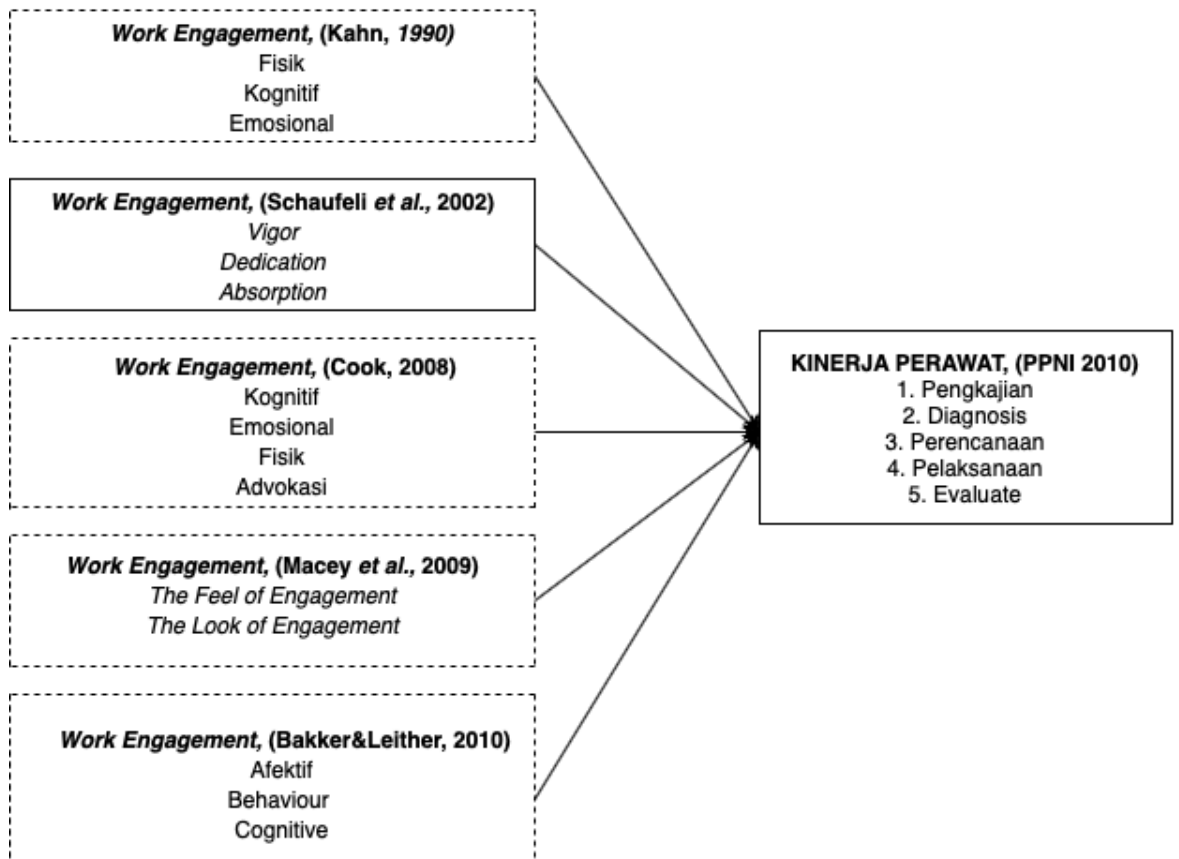 Work Engagement, (Kahn, 1990)
Fisik
Kognitif
Emosional
Work Engagement, (Schaufeli et al., 2002)
Vigor
Dedication
Absorption
Work Engagement, (Cook, 2008)
Kognitif
Emosional
Fisik
Advokasi
Work Engagement, (Macey et al., 2009)
The Feel of Engagement
The Look of Engagement
Work Engagement, (Bakker&Leither, 2010)
Afektif
Behaviour
Cognitive
KINERJA PERAWAT, (PPNI 2010)
1. Pengkajian
2. Diagnosis
3. Perencanaan
4. Pelaksanaan
5. Evaluate